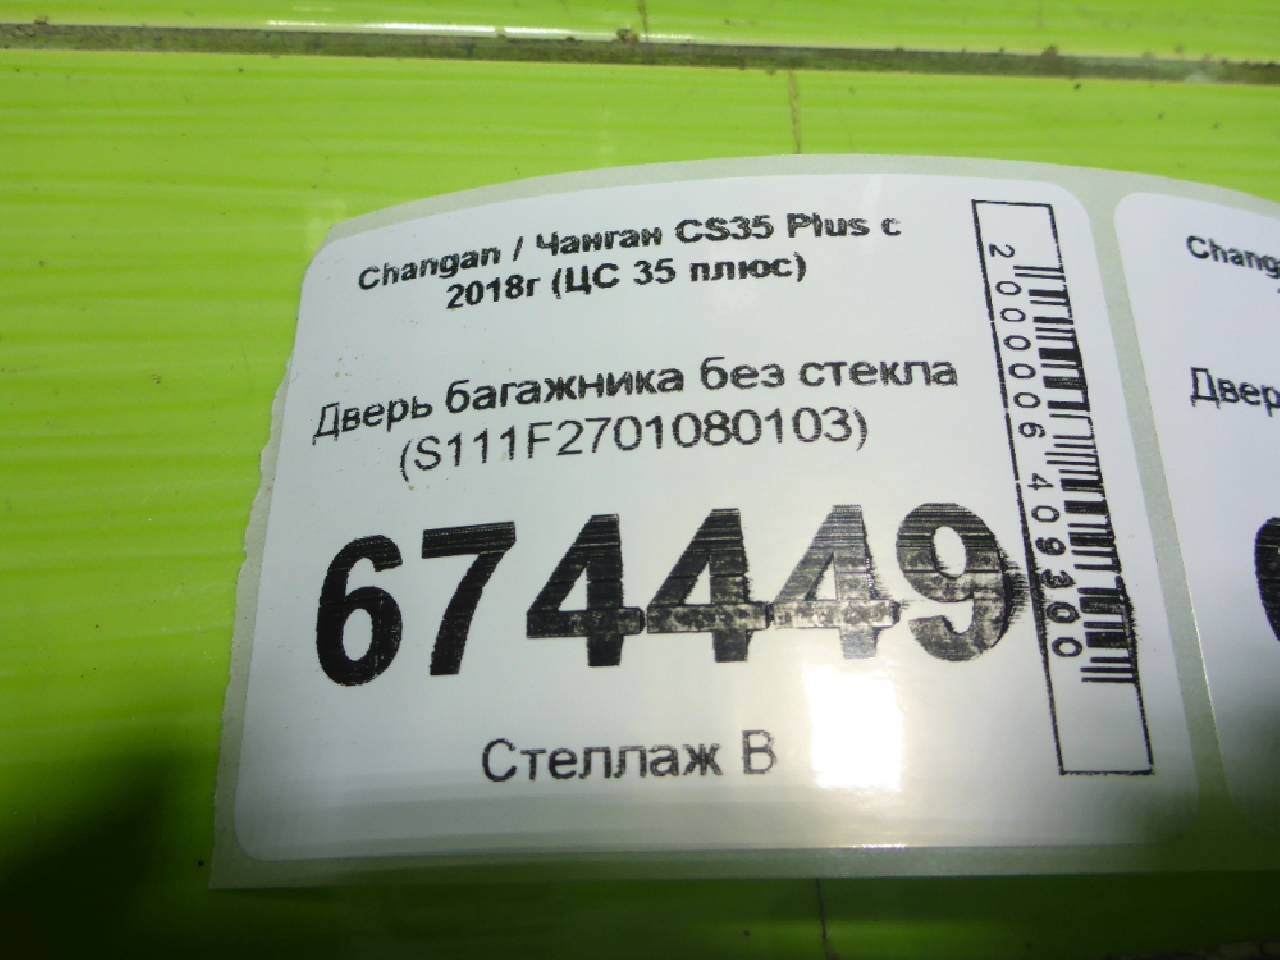 Changan / Чанган CS35 Plus с
2018г (ЦС 35 плюс)
Дверь багажника без стекла
(S111F2701080103)
674449
Стеллаж В
2000006409300